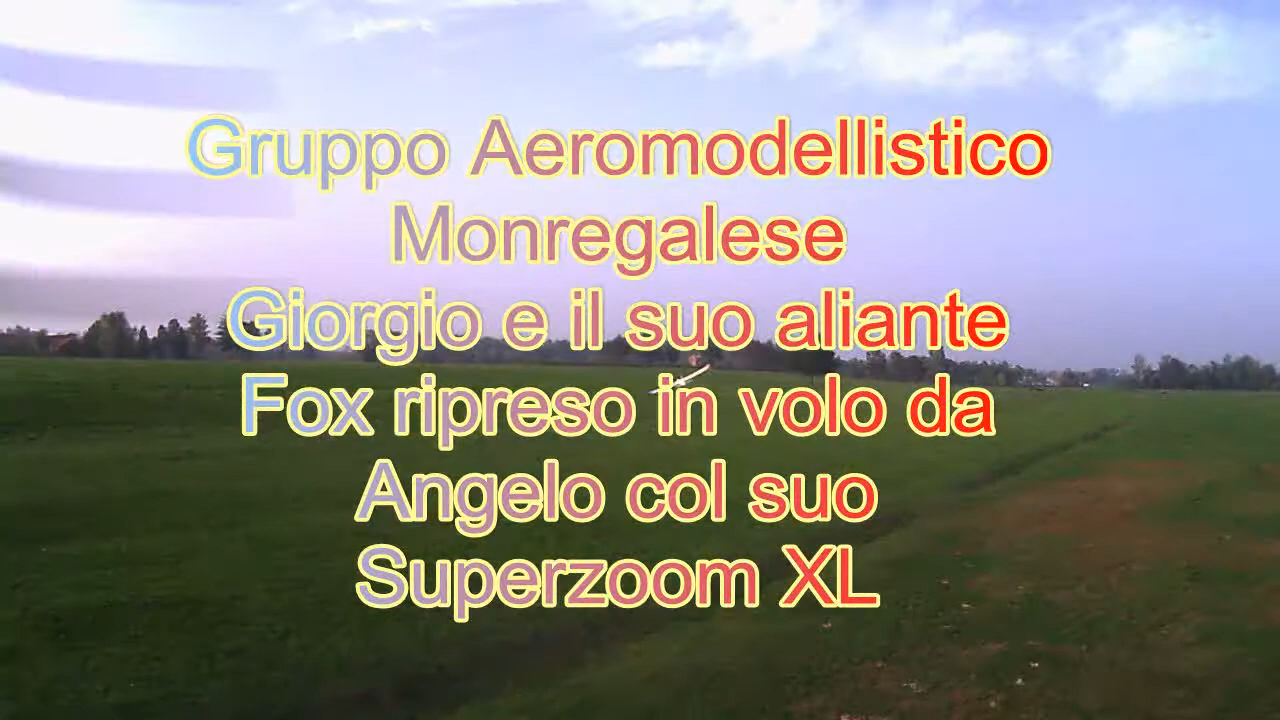 Gruppo Aeromodellistico
Monregalese
Giorgio e il suo aliante
Fox ripreso in volo da
Angelo col suo
Superzoom XL